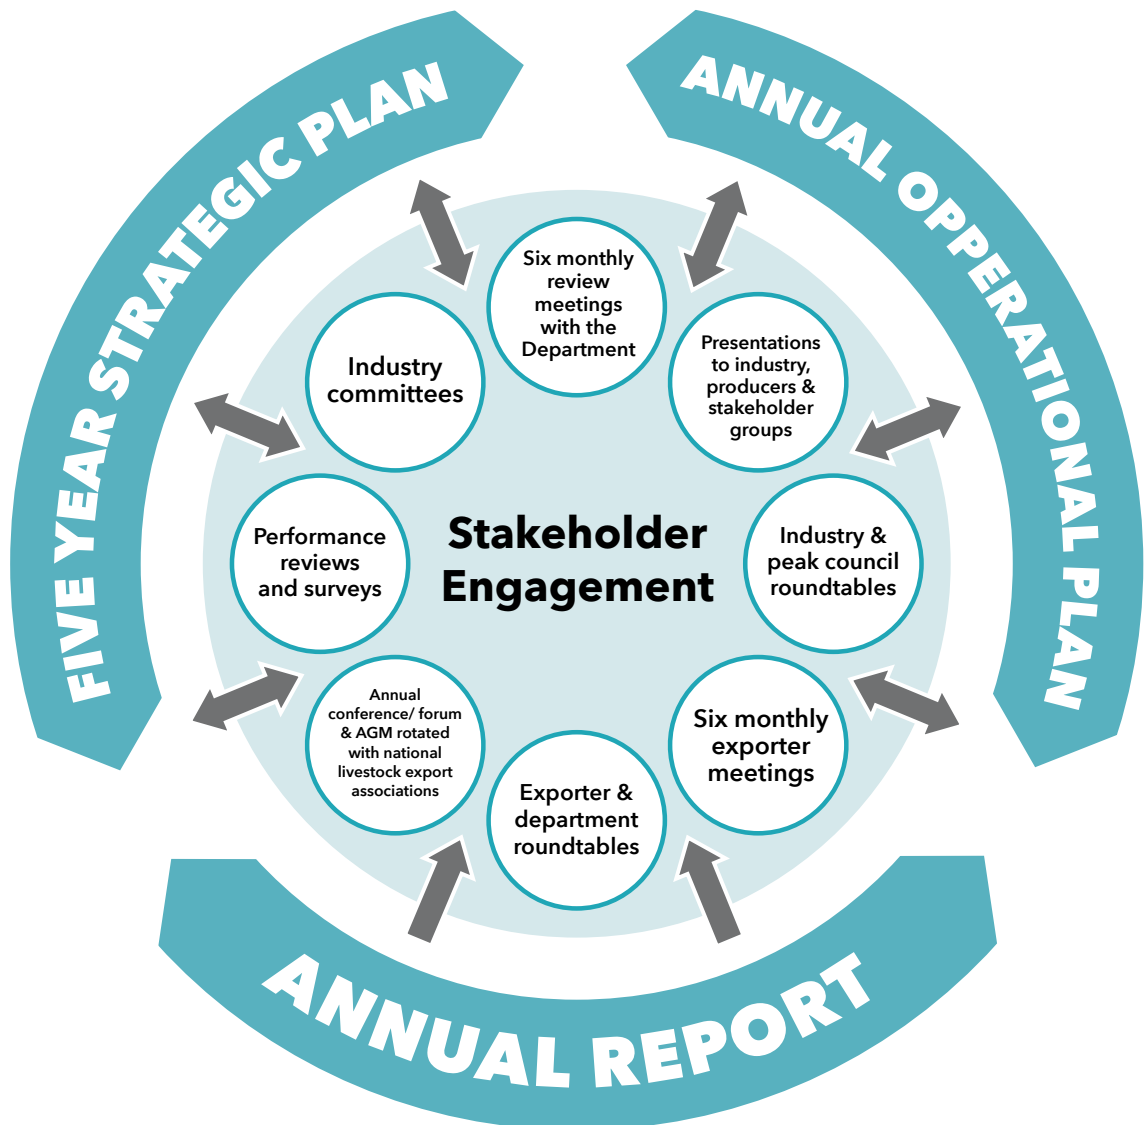 FIVE YEAR STRATEGIC PLAN
ANNUAL OPPERATIONAL PLAN
Six monthly
review
meetings
with the
Department
Industry
committees
Presentations
to industry,
producers &
stakeholder
groups
Performance
reviews
and surveys
Stakeholder
Engagement
Industry &
peak council
roundtables
Annual
conference/ forum
& AGM rotated
with national
livestock export
associations
Exporter &
department
roundtables
Six monthly
exporter
meetings
ANNUAL REPORT